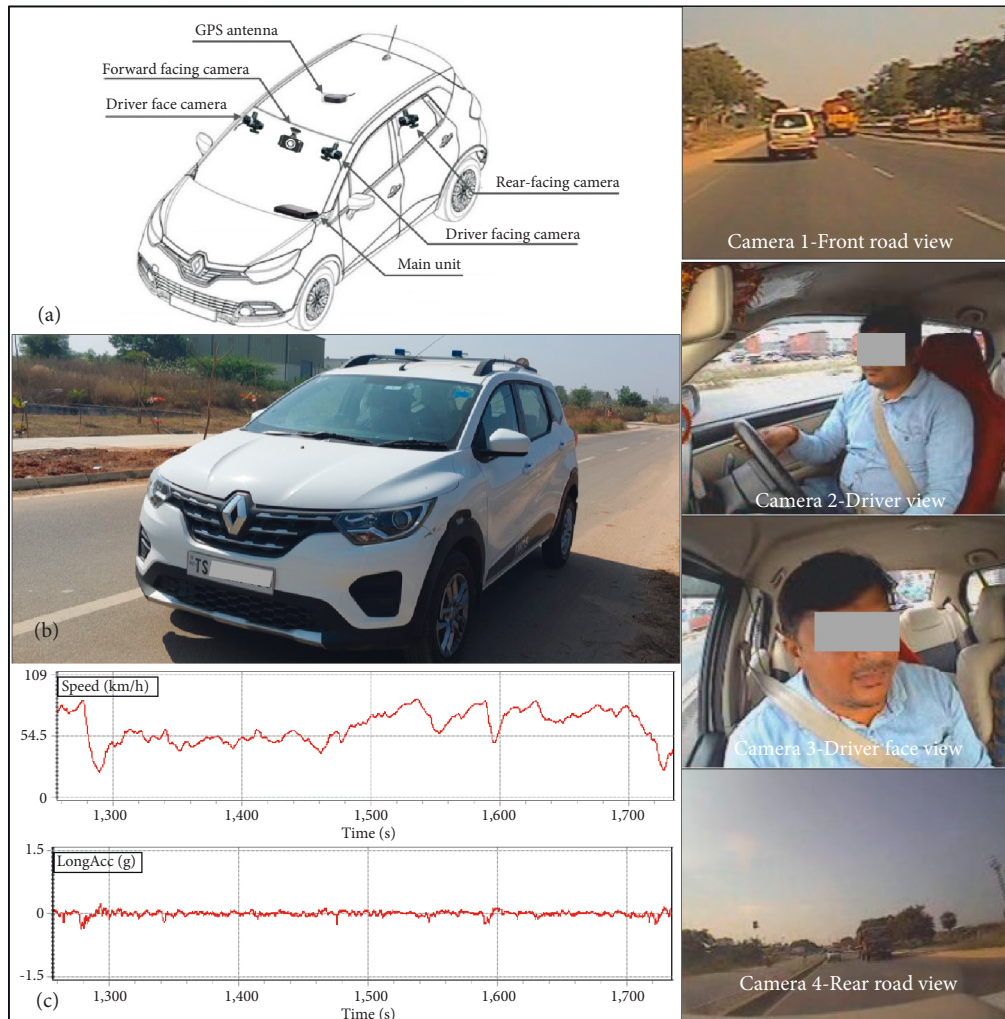 GPS antenna
Forward facing camera
Driver face camera
Rear-facing camera
Driver facing camera
Main unit
(a)
TS
(b)
109
Speed (km/h)
54.5
0
1,300
1,400
1,500
1,600
1,700
Time (s)
1.5
LongAcc (g)
0
-1.5
1,300
1,400
1,500
1,600
1,700
(c)
Time (s)
Camera 1-Front road view
Camera 2-Driver view
Camera 3-Driver face view
Camera 4-Rear road view